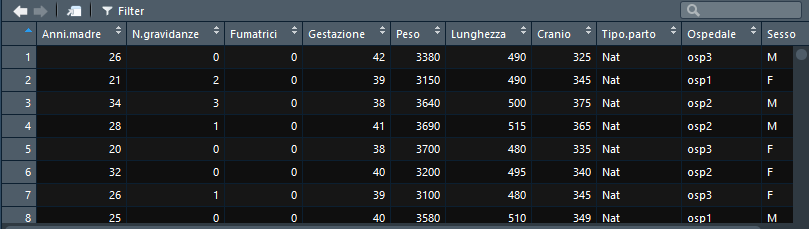 Filter
Anni.madre N.gravidanze Fumatrici Gestazione Peso Lunghezza Cranio Tipo.parto Ospedale Sesso
1 26 0 0 42 3380 490 325 Nat osp3 M
2 21 2 0 39 3150 490 345 Nat osp1 F
3 34 3 0 38 3640 500 375 Nat osp2 M
4 28 1 0 41 3690 515 365 Nat osp2 M
5 20 0 0 38 3700 480 335 Nat osp3 F
6 32 0 0 40 3200 495 340 Nat osp2 F
7 26 1 0 39 3100 480 345 Nat osp3 F
8 25 0 0 40 3580 510 349 Nat osp1 M